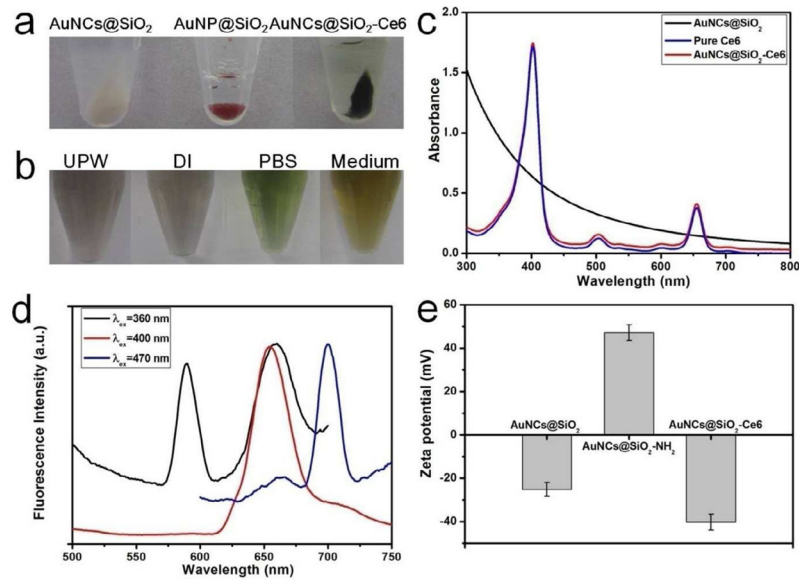 a
AuNCs@SiO₂ AuNP@SiO₂ AuNCs@SiO₂-Ce6
b
UPW DI PBS Medium
c
AuNCs@SiO₂
Pure Ce6
AuNCs@SiO₂-Ce6
Absorbance
2.0
1.5
1.0
0.5
0.0
300 400 500 600 700 800
Wavelength (nm)
d
λex=360 nm
λex=400 nm
λex=470 nm
Fluorescence Intensity (a.u.)
500 550 600 650 700 750
Wavelength (nm)
e
Zeta potential (mV)
60
40
20
0
-20
-40
AuNCs@SiO₂
AuNCs@SiO₂-NH₂
AuNCs@SiO₂-Ce6